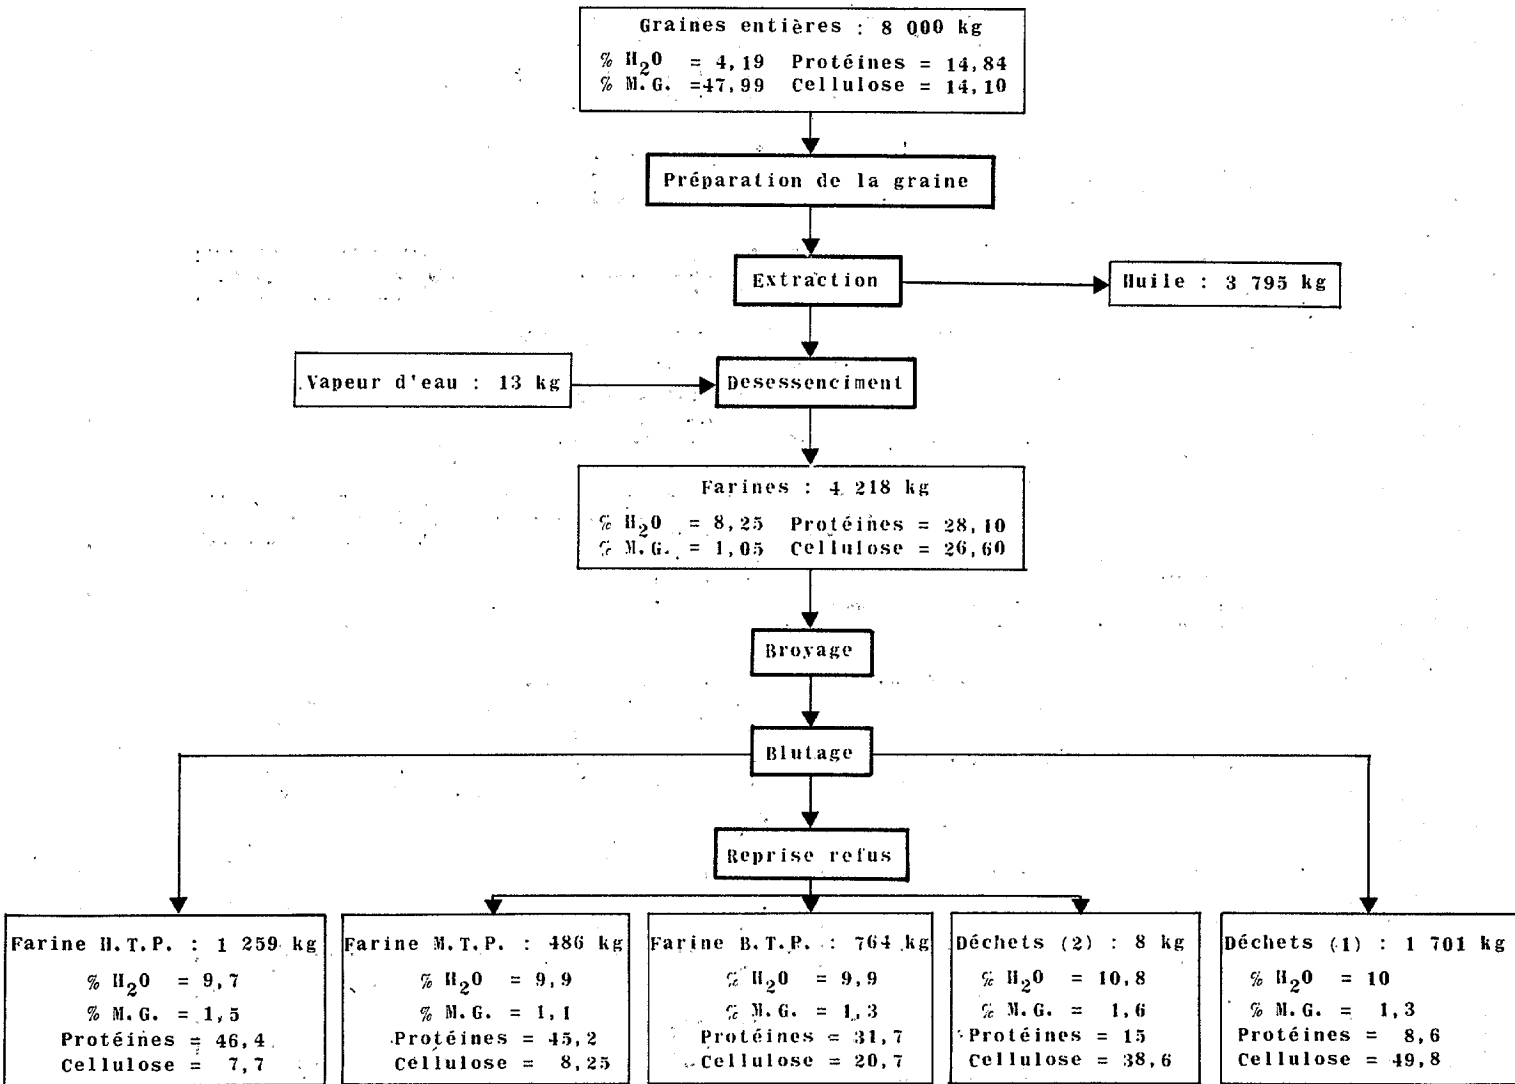 Graines entières : 8 000 kg
% H₂O = 4,19 Protéines = 14,84
% M.G. =47,99 Cellulose = 14,10
Préparation de la graine
Extraction
Huile : 3 795 kg
Vapeur d'eau : 13 kg
Desessenciment
Farines : 4 218 kg
% H₂O = 8,25 Protéines = 28,10
% M.G. = 1,05 Cellulose = 26,60
Broyage
Blutage
Reprise refus
Farine H.T.P. : 1 259 kg
% H₂O = 9,7
% M.G. = 1,5
Protéines = 46,4
Cellulose = 7,7
Farine M.T.P. : 486 kg
% H₂O = 9,9
% M.G. = 1,1
Protéines = 45,2
Cellulose = 8,25
Farine B.T.P. : 764 kg
% H₂O = 9,9
% M.G. = 1,3
Protéines = 31,7
Cellulose = 20,7
Déchets (2) : 8 kg
% H₂O = 10,8
% M.G. = 1,6
Protéines = 15
Cellulose = 38,6
Déchets (1) : 1 701 kg
% H₂O = 10
% M.G. = 1,3
Protéines = 8,6
Cellulose = 49,8